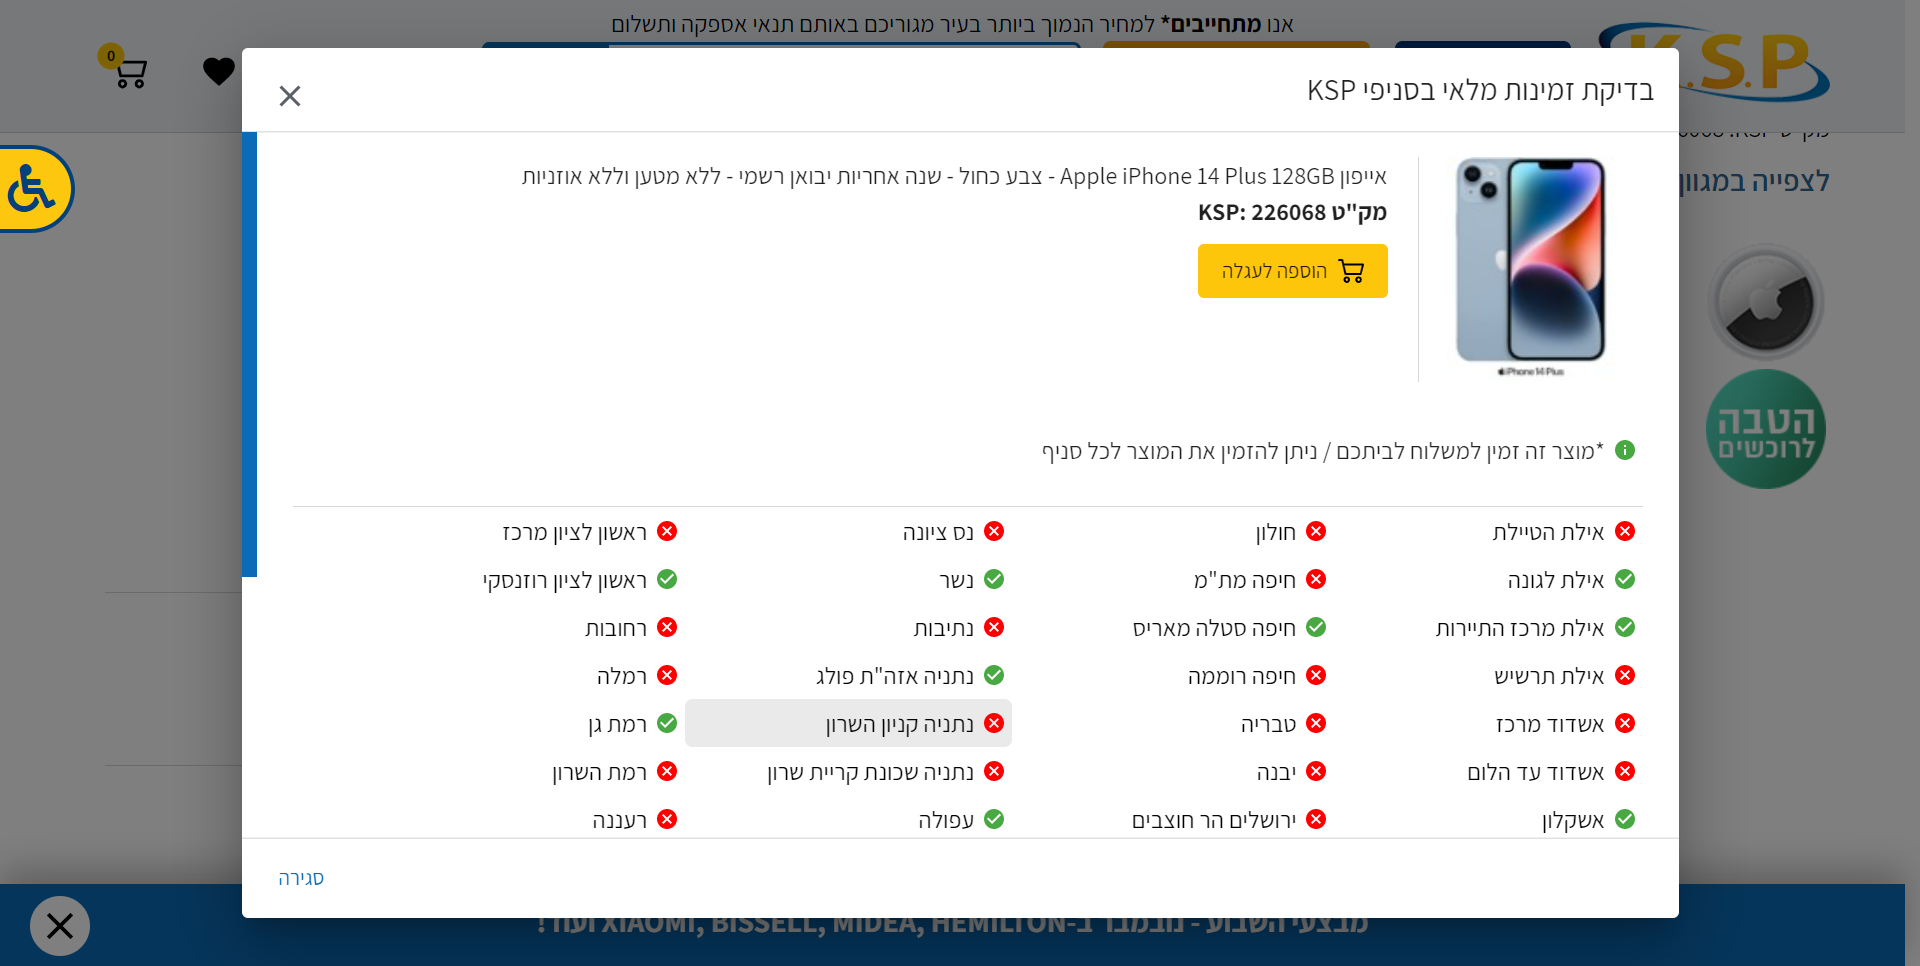 אנו מתחייבים* למחיר הנמוך ביותר בעיר מגוריכם באותם תנאי אספקה ותשלום
K.S.P
0
בדיקת זמינות מלאי בסניפי KSP
לצפייה במגוון
אייפון Apple iPhone 14 Plus 128GB - צבע כחול - שנה אחריות יבואן רשמי - ללא מטען וללא אוזניות
מק"ט KSP: 226068
הוספה לעגלה
iPhone 14 Plus
הטבה
לרוכשים
*מוצר זה זמין למשלוח לביתכם / ניתן להזמין את המוצר לכל סניף
אילת הטיילת
אילת לגונה
אילת מרכז התיירות
אילת תרשיש
אשדוד מרכז
אשדוד עד הלום
אשקלון
חולון
חיפה מת"מ
חיפה סטלה מאריס
חיפה רוממה
טבריה
יבנה
ירושלים הר חוצבים
נס ציונה
נשר
נתיבות
נתניה אזה"ת פולג
נתניה קניון השרון
נתניה שכונת קריית שרון
עפולה
ראשון לציון מרכז
ראשון לציון רוזנסקי
רחובות
רמלה
רמת גן
רמת השרון
רעננה
סגירה
מבצעי השבוע - נובמבר ב-XIAOMI, BISSELL, MIDEA, HEMILTON ועוד!